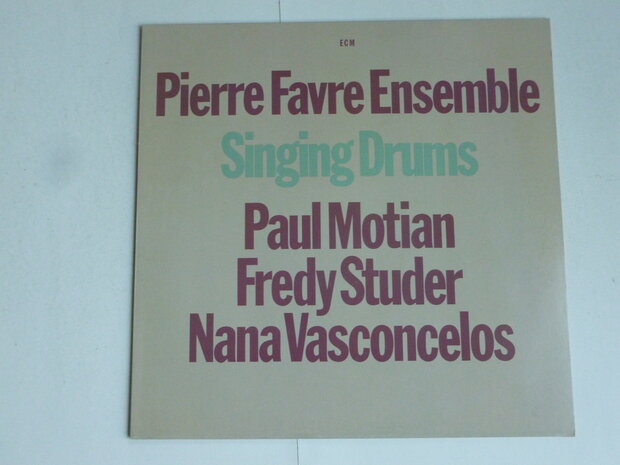 ECM
Pierre Favre Ensemble
Singing Drums
Paul Motian
Fredy Studer
Nana Vasconcelos